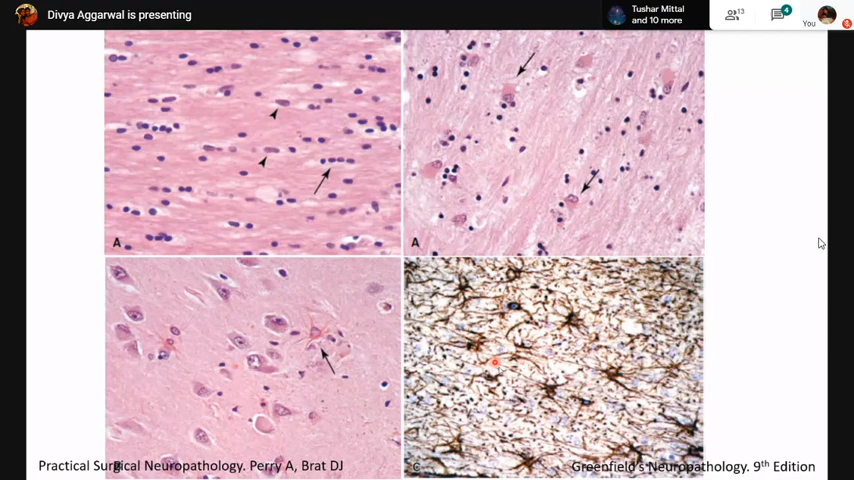 Divya Aggarwal is presenting
Tushar Mittal
and 10 more
13
4
You
A
A
B
C
Practical Surgical Neuropathology. Perry A, Brat DJ
Greenfield's Neuropathology. 9th Edition